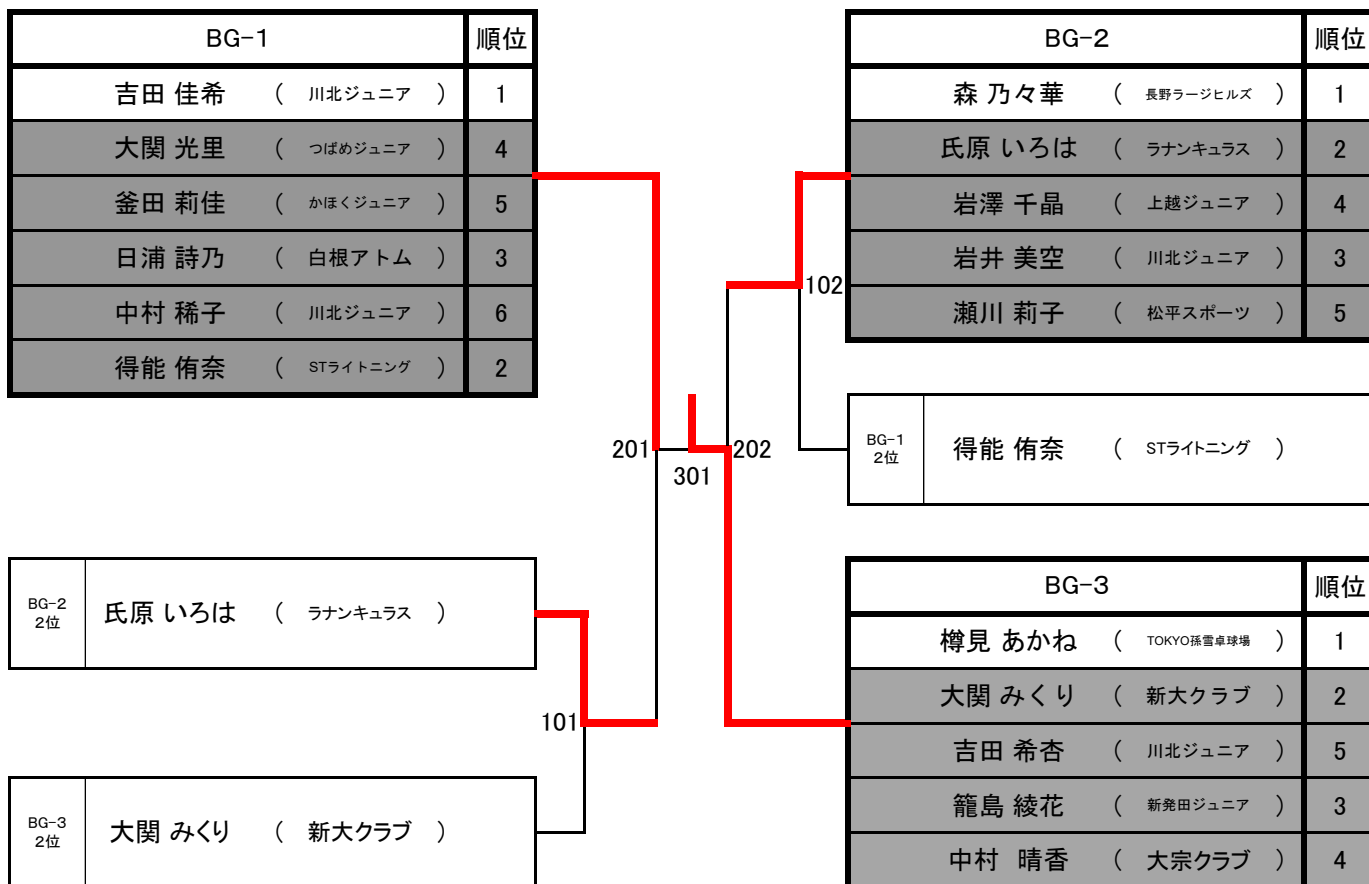 BG-1 順位
吉田 佳希 ( 川北ジュニア ) 1
大関 光里 ( つばめジュニア ) 4
釜田 莉佳 ( かほくジュニア ) 5
日浦 詩乃 ( 白根アトム ) 3
中村 稀子 ( 川北ジュニア ) 6
得能 侑奈 ( STライトニング ) 2
BG-2 順位
森 乃々華 ( 長野ラージヒルズ ) 1
氏原 いろは ( ラナンキュラス ) 2
岩澤 千晶 ( 上越ジュニア ) 4
岩井 美空 ( 川北ジュニア ) 3
瀬川 莉子 ( 松平スポーツ ) 5
102
201
202
301
BG-1
2位
得能 侑奈 ( STライトニング )
BG-2
2位
氏原 いろは ( ラナンキュラス )
101
BG-3
2位
大関 みくり ( 新大クラブ )
BG-3 順位
樽見 あかね ( TOKYO孫雪卓球場 ) 1
大関 みくり ( 新大クラブ ) 2
吉田 希杏 ( 川北ジュニア ) 5
籠島 綾花 ( 新発田ジュニア ) 3
中村 晴香 ( 大宗クラブ ) 4